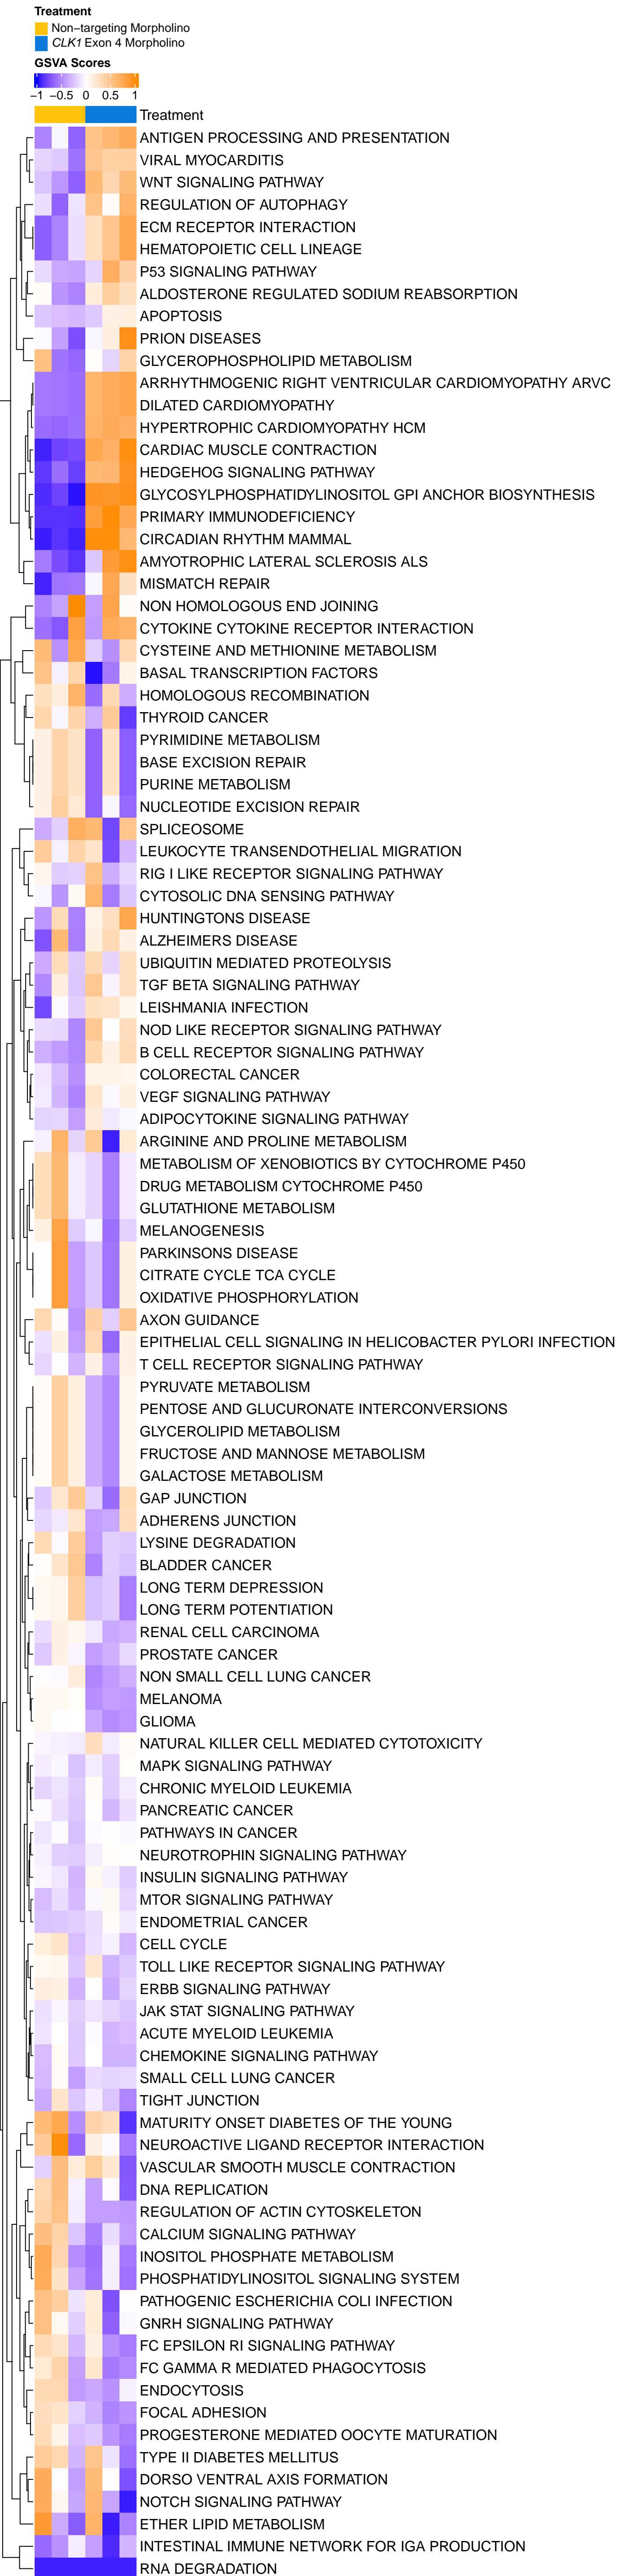 Treatment
Non−targeting Morpholino
CLK1 Exon 4 Morpholino
GSVA Scores
−1 −0.5 0 0.5 1
Treatment
ANTIGEN PROCESSING AND PRESENTATION
VIRAL MYOCARDITIS
WNT SIGNALING PATHWAY
REGULATION OF AUTOPHAGY
ECM RECEPTOR INTERACTION
HEMATOPOIETIC CELL LINEAGE
P53 SIGNALING PATHWAY
ALDOSTERONE REGULATED SODIUM REABSORPTION
APOPTOSIS
PRION DISEASES
GLYCEROPHOSPHOLIPID METABOLISM
ARRHYTHMOGENIC RIGHT VENTRICULAR CARDIOMYOPATHY ARVC
DILATED CARDIOMYOPATHY
HYPERTROPHIC CARDIOMYOPATHY HCM
CARDIAC MUSCLE CONTRACTION
HEDGEHOG SIGNALING PATHWAY
GLYCOSYLPHOSPHATIDYLINOSITOL GPI ANCHOR BIOSYNTHESIS
PRIMARY IMMUNODEFICIENCY
CIRCADIAN RHYTHM MAMMAL
AMYOTROPHIC LATERAL SCLEROSIS ALS
MISMATCH REPAIR
NON HOMOLOGOUS END JOINING
CYTOKINE CYTOKINE RECEPTOR INTERACTION
CYSTEINE AND METHIONINE METABOLISM
BASAL TRANSCRIPTION FACTORS
HOMOLOGOUS RECOMBINATION
THYROID CANCER
PYRIMIDINE METABOLISM
BASE EXCISION REPAIR
PURINE METABOLISM
NUCLEOTIDE EXCISION REPAIR
SPLICEOSOME
LEUKOCYTE TRANSENDOTHELIAL MIGRATION
RIG I LIKE RECEPTOR SIGNALING PATHWAY
CYTOSOLIC DNA SENSING PATHWAY
HUNTINGTONS DISEASE
ALZHEIMERS DISEASE
UBIQUITIN MEDIATED PROTEOLYSIS
TGF BETA SIGNALING PATHWAY
LEISHMANIA INFECTION
NOD LIKE RECEPTOR SIGNALING PATHWAY
B CELL RECEPTOR SIGNALING PATHWAY
COLORECTAL CANCER
VEGF SIGNALING PATHWAY
ADIPOCYTOKINE SIGNALING PATHWAY
ARGININE AND PROLINE METABOLISM
METABOLISM OF XENOBIOTICS BY CYTOCHROME P450
DRUG METABOLISM CYTOCHROME P450
GLUTATHIONE METABOLISM
MELANOGENESIS
PARKINSONS DISEASE
CITRATE CYCLE TCA CYCLE
OXIDATIVE PHOSPHORYLATION
AXON GUIDANCE
EPITHELIAL CELL SIGNALING IN HELICOBACTER PYLORI INFECTION
T CELL RECEPTOR SIGNALING PATHWAY
PYRUVATE METABOLISM
PENTOSE AND GLUCURONATE INTERCONVERSIONS
GLYCEROLIPID METABOLISM
FRUCTOSE AND MANNOSE METABOLISM
GALACTOSE METABOLISM
GAP JUNCTION
ADHERENS JUNCTION
LYSINE DEGRADATION
BLADDER CANCER
LONG TERM DEPRESSION
LONG TERM POTENTIATION
RENAL CELL CARCINOMA
PROSTATE CANCER
NON SMALL CELL LUNG CANCER
MELANOMA
GLIOMA
NATURAL KILLER CELL MEDIATED CYTOTOXICITY
MAPK SIGNALING PATHWAY
CHRONIC MYELOID LEUKEMIA
PANCREATIC CANCER
PATHWAYS IN CANCER
NEUROTROPHIN SIGNALING PATHWAY
INSULIN SIGNALING PATHWAY
MTOR SIGNALING PATHWAY
ENDOMETRIAL CANCER
CELL CYCLE
TOLL LIKE RECEPTOR SIGNALING PATHWAY
ERBB SIGNALING PATHWAY
JAK STAT SIGNALING PATHWAY
ACUTE MYELOID LEUKEMIA
CHEMOKINE SIGNALING PATHWAY
SMALL CELL LUNG CANCER
TIGHT JUNCTION
MATURITY ONSET DIABETES OF THE YOUNG
NEUROACTIVE LIGAND RECEPTOR INTERACTION
VASCULAR SMOOTH MUSCLE CONTRACTION
DNA REPLICATION
REGULATION OF ACTIN CYTOSKELETON
CALCIUM SIGNALING PATHWAY
INOSITOL PHOSPHATE METABOLISM
PHOSPHATIDYLINOSITOL SIGNALING SYSTEM
PATHOGENIC ESCHERICHIA COLI INFECTION
GNRH SIGNALING PATHWAY
FC EPSILON RI SIGNALING PATHWAY
FC GAMMA R MEDIATED PHAGOCYTOSIS
ENDOCYTOSIS
FOCAL ADHESION
PROGESTERONE MEDIATED OOCYTE MATURATION
TYPE II DIABETES MELLITUS
DORSO VENTRAL AXIS FORMATION
NOTCH SIGNALING PATHWAY
ETHER LIPID METABOLISM
INTESTINAL IMMUNE NETWORK FOR IGA PRODUCTION
RNA DEGRADATION